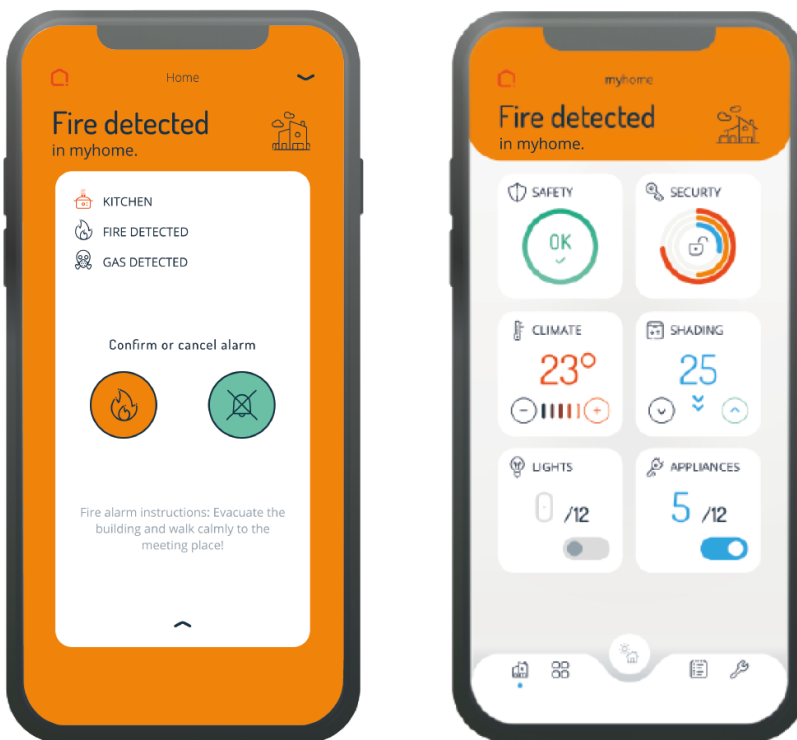 Home
Fire detected
in myhome.
KITCHEN
FIRE DETECTED
GAS DETECTED
Confirm or cancel alarm
Fire alarm instructions: Evacuate the
building and walk calmly to the
meeting place!
myhome
Fire detected
in myhome.
SAFETY
SECURTY
OK
CLIMATE
SHADING
23°
25
LIGHTS
APPLIANCES
0 /12
5 /12